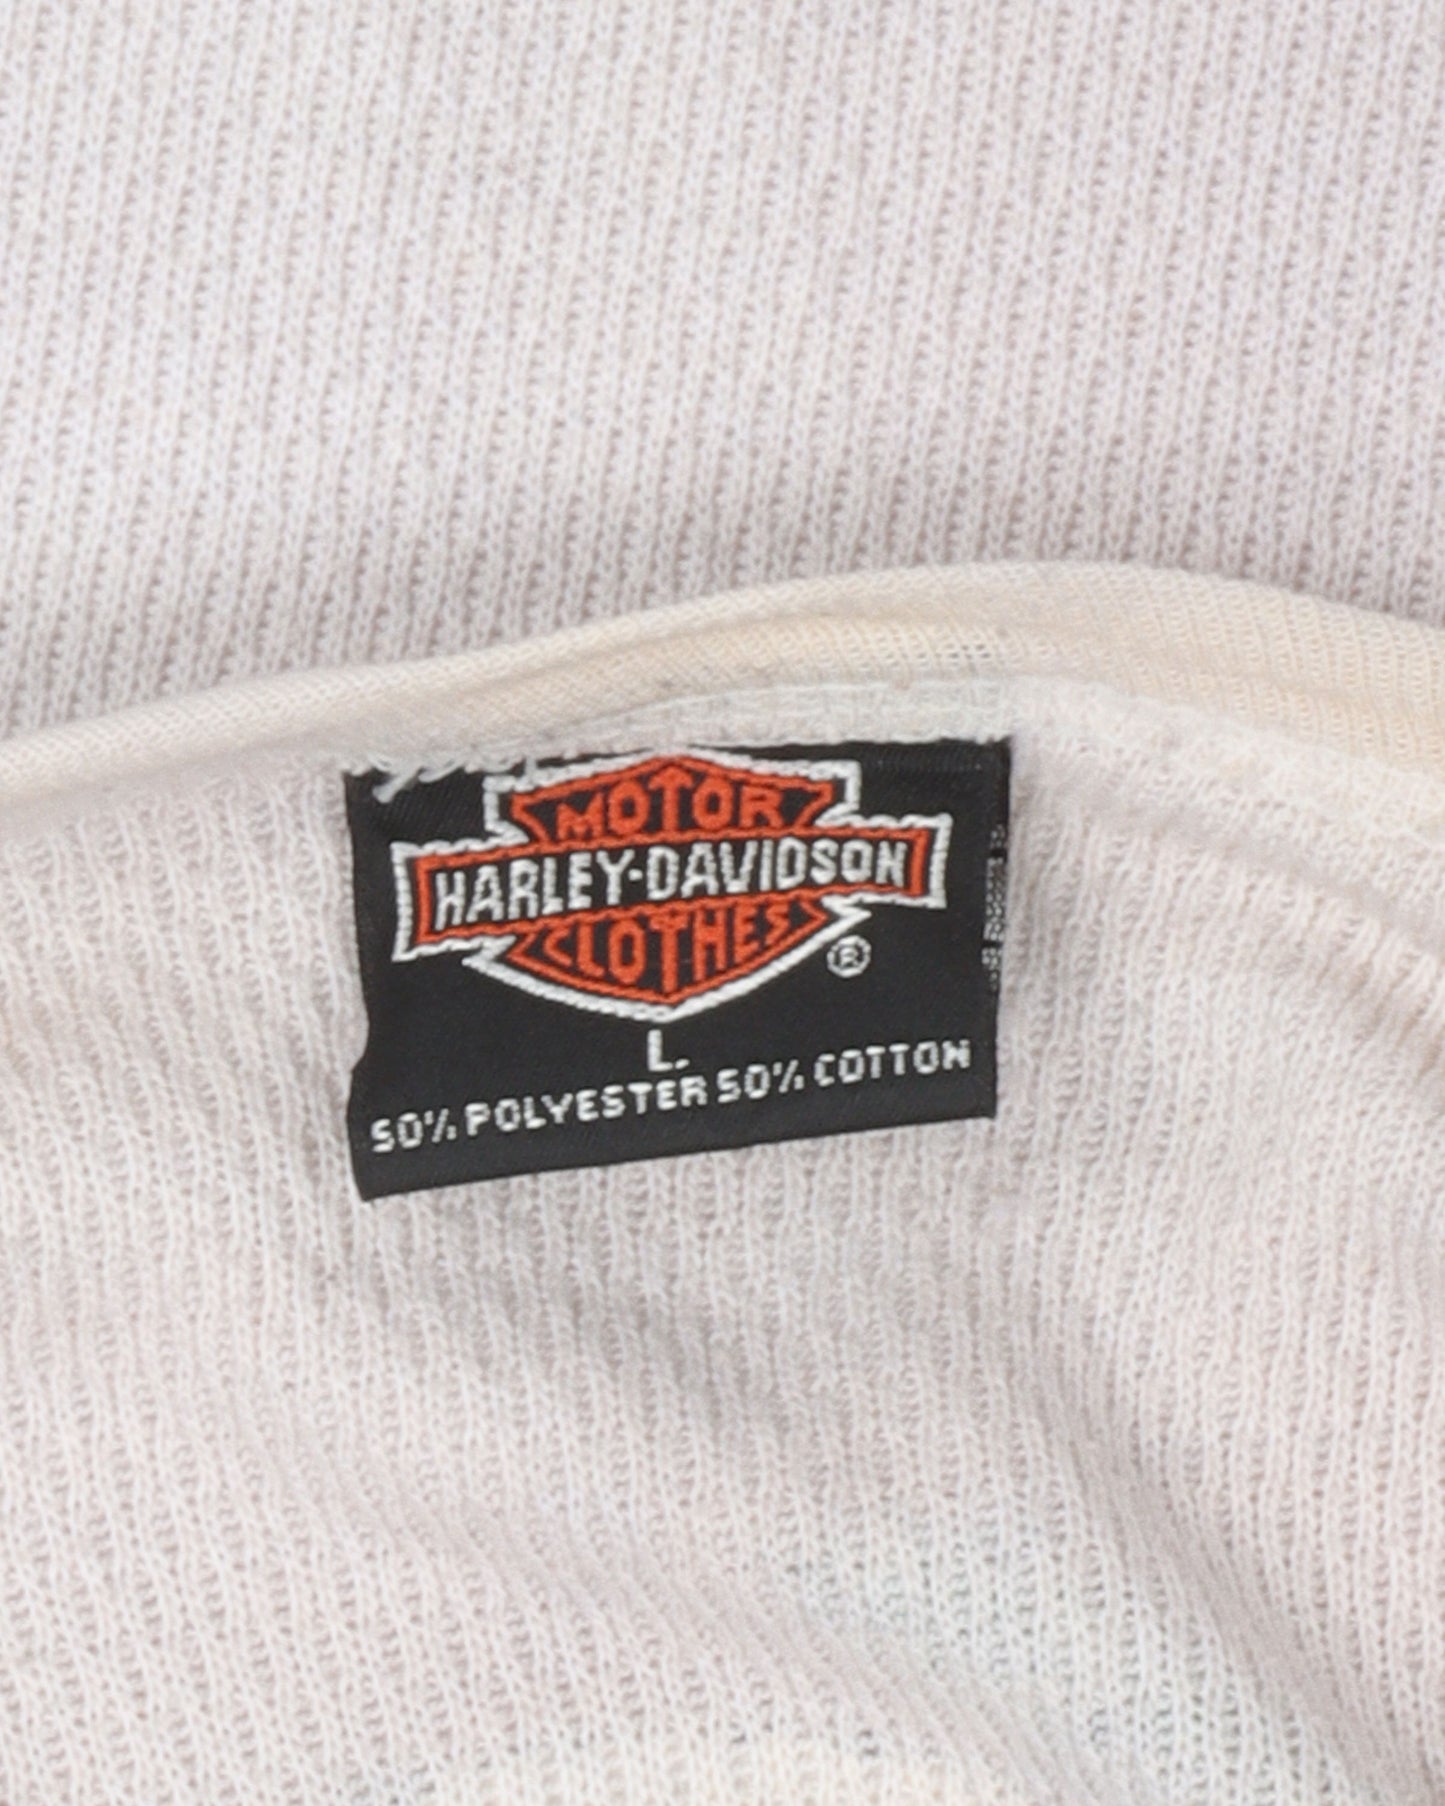 MOTOR
HARLEY-DAVIDSON
CLOTHES
®
L.
50% POLYESTER 50% COTTON